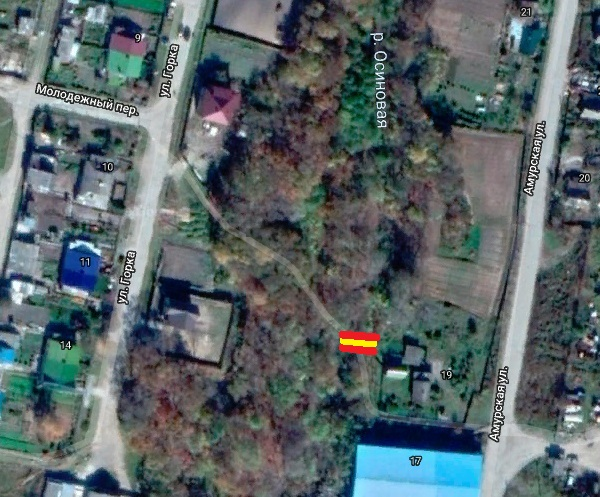 21
9
ул. Горка
р. Осиновая
Молодежный пер.
Амурская ул.
10
20
11
ул. Горка
14
19
Амурская ул.
17